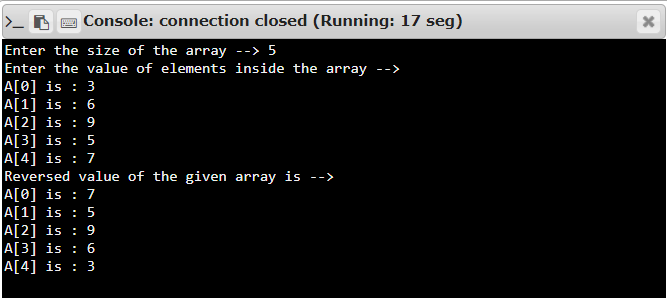 >_ Console: connection closed (Running: 17 seg)
Enter the size of the array --> 5
Enter the value of elements inside the array -->
A[0] is : 3
A[1] is : 6
A[2] is : 9
A[3] is : 5
A[4] is : 7
Reversed value of the given array is -->
A[0] is : 7
A[1] is : 5
A[2] is : 9
A[3] is : 6
A[4] is : 3